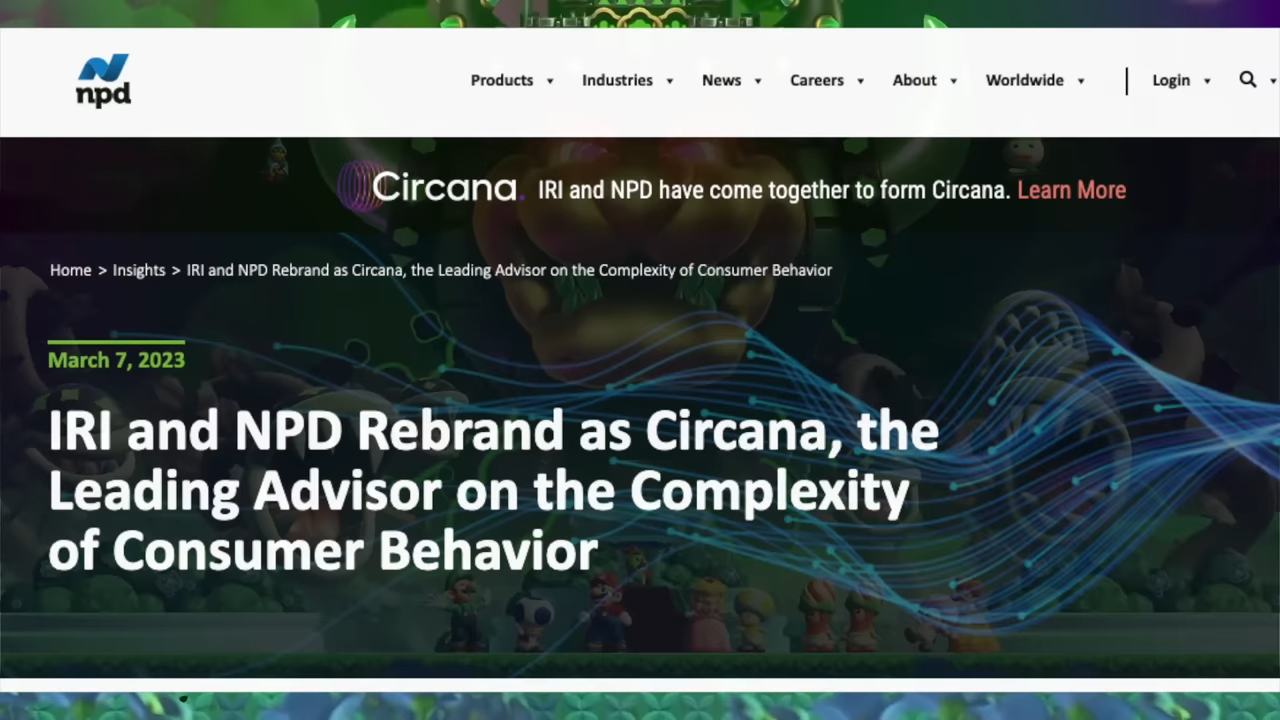 npd
Products Industries News Careers About Worldwide Login
Circana. IRI and NPD have come together to form Circana. Learn More
Home > Insights > IRI and NPD Rebrand as Circana, the Leading Advisor on the Complexity of Consumer Behavior
March 7, 2023
IRI and NPD Rebrand as Circana, the
Leading Advisor on the Complexity
of Consumer Behavior